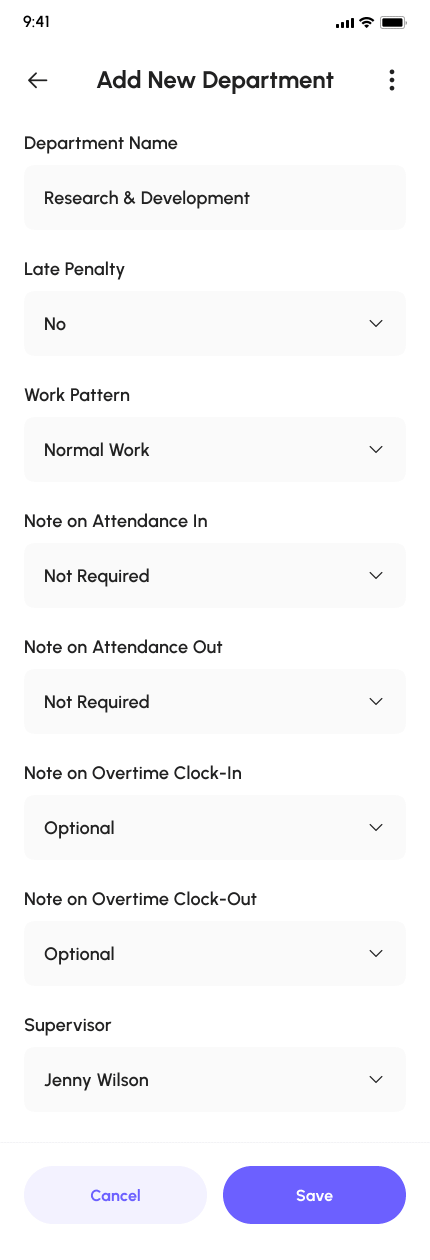 9:41
Add New Department
Department Name
Research & Development
Late Penalty
No
Work Pattern
Normal Work
Note on Attendance In
Not Required
Note on Attendance Out
Not Required
Note on Overtime Clock-In
Optional
Note on Overtime Clock-Out
Optional
Supervisor
Jenny Wilson
Cancel
Save